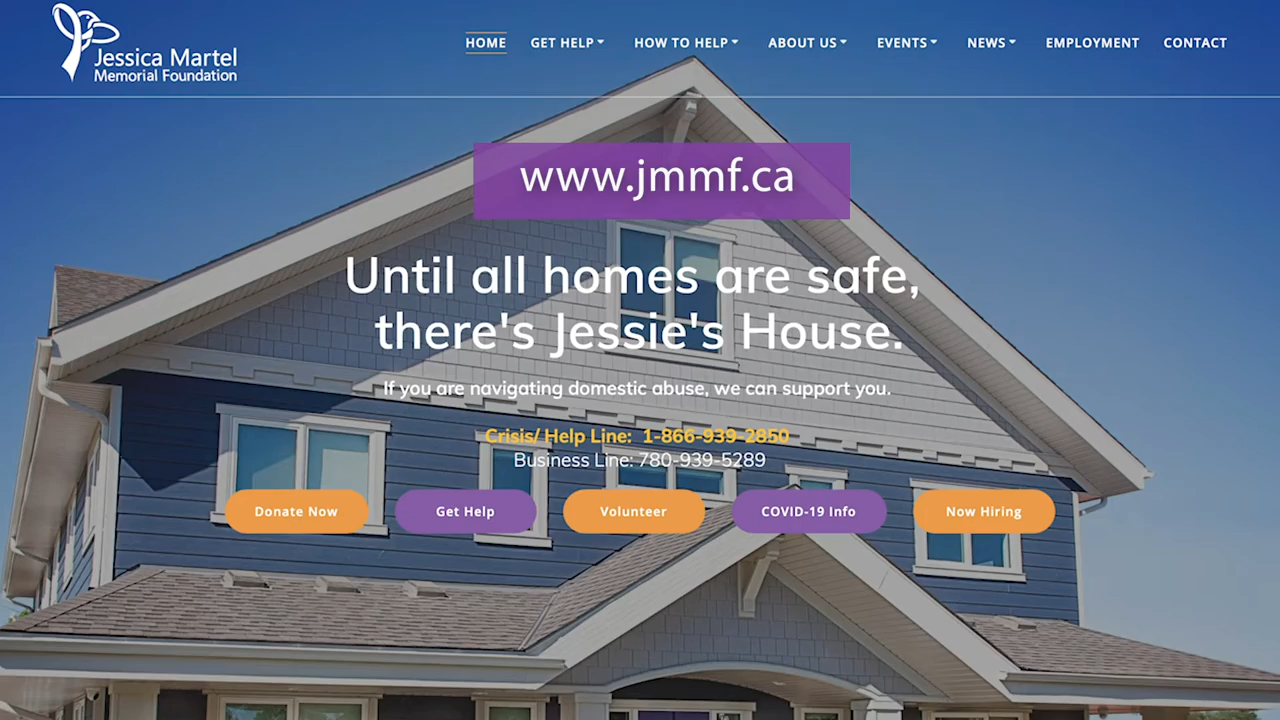 Jessica Martel
Memorial Foundation
HOME GET HELP HOW TO HELP ABOUT US EVENTS NEWS EMPLOYMENT CONTACT
www.jmmf.ca
Until all homes are safe,
there's Jessie's House.
If you are navigating domestic abuse, we can support you.
Crisis/ Help Line: 1-866-939-2850
Business Line: 780-939-5289
Donate Now Get Help Volunteer COVID-19 Info Now Hiring